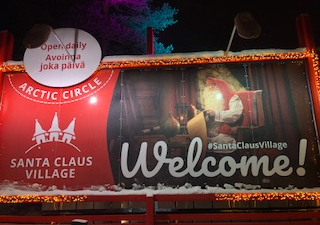 Open daily
Avoinna
joka päivä
ARCTIC CIRCLE
SANTA CLAUS
VILLAGE
#SantaClausVillage
Welcome!